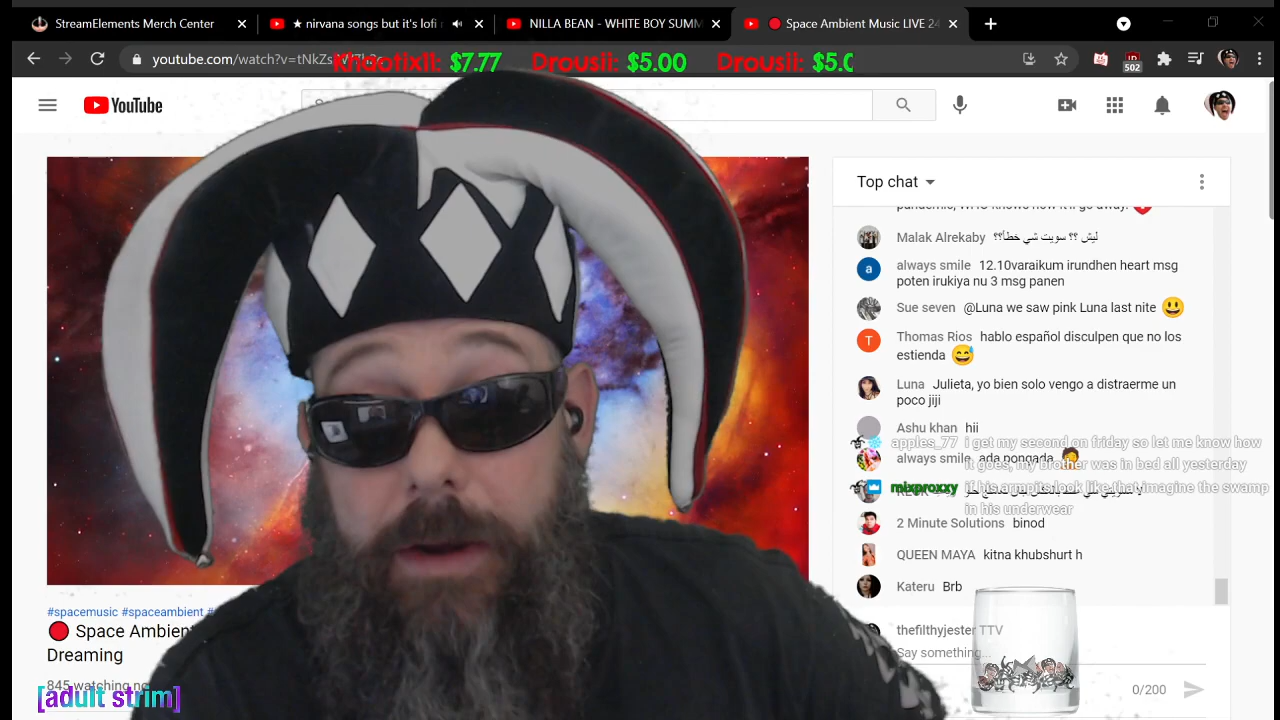 StreamElements Merch Center
★ nirvana songs but it's lofi
NILLA BEAN - WHITE BOY SUMM
Space Ambient Music LIVE 24
youtube.com/watch?v=tNkZs
502
Khaotix11: $7.77 Drousii: $5.00 Drousii: $5.0
YouTube
Top chat
Malak Alrekaby ليش ؟؟ سويت شي خطأ؟؟
always smile 12.10varaikum irundhen heart msg
poten irukiya nu 3 msg panen
Sue seven @Luna we saw pink Luna last nite
Thomas Rios hablo español disculpen que no los
estienda
Luna Julieta, yo bien solo vengo a distraerme un
poco jiji
Ashu khan hii
apples_77 i get my second on friday so let me know how
always smile ada pongada
it goes, my brother was in bed all yesterday
mixproxxy if his armpits look like that imagine the swamp
in his underwear
2 Minute Solutions binod
QUEEN MAYA kitna khubshurt h
Kateru Brb
#spacemusic #spaceambient
Space Ambient
Dreaming
845 watching
[adult strim]
thefilthyjester TTV
Say something...
0/200